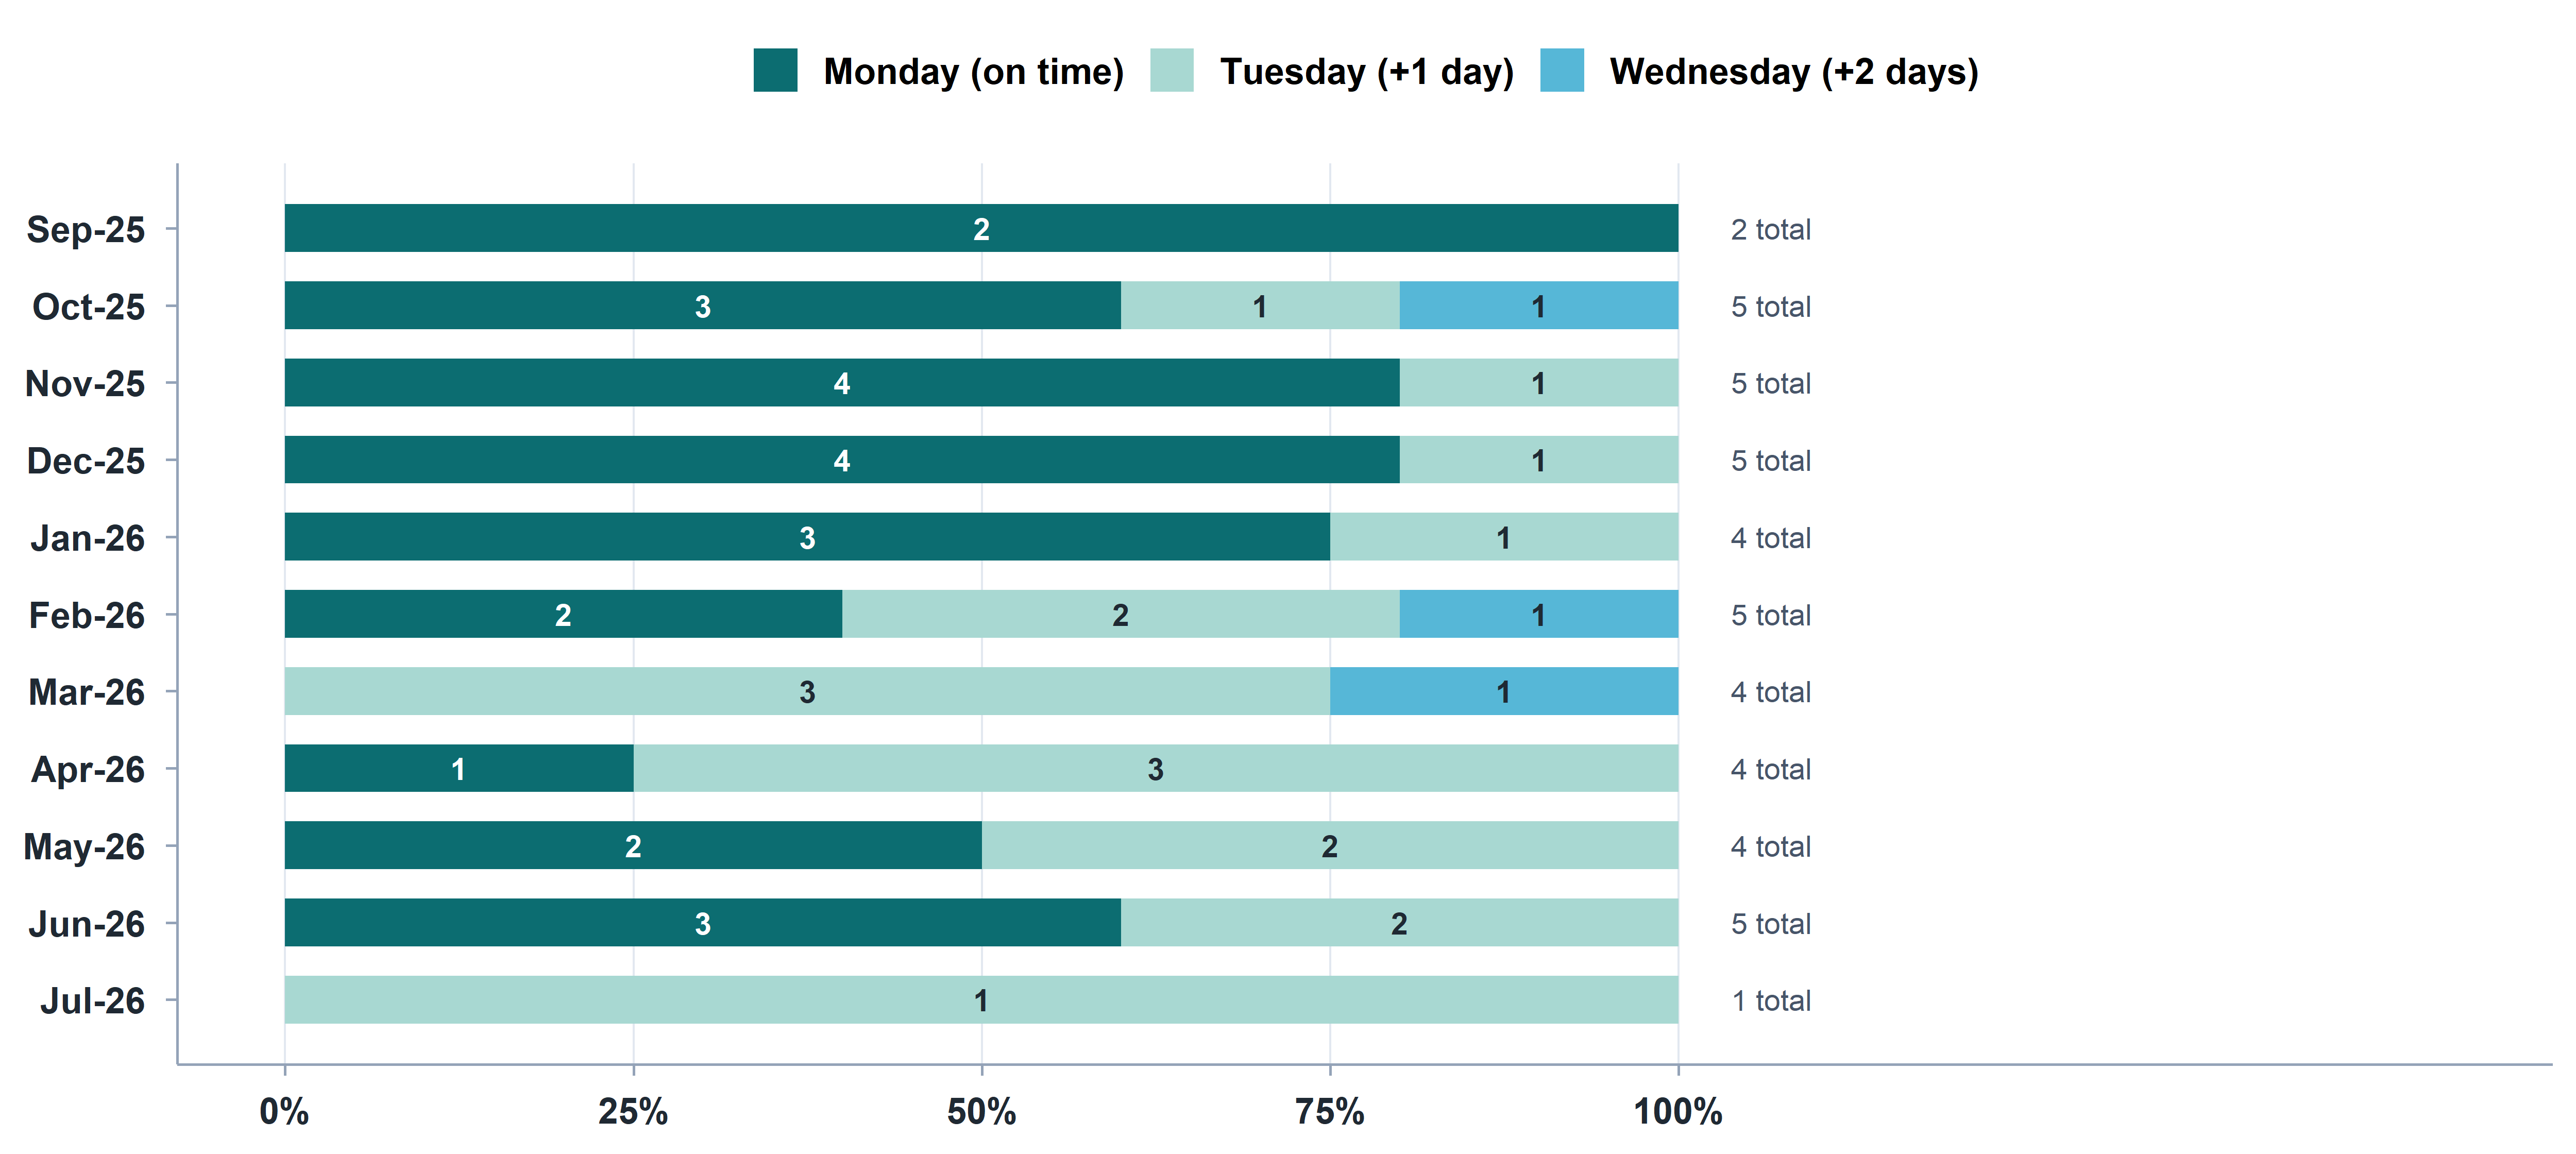 Monday (on time) Tuesday (+1 day) Wednesday (+2 days)
Sep-25 2 2 total
Oct-25 3 1 1 5 total
Nov-25 4 1 5 total
Dec-25 4 1 5 total
Jan-26 3 1 4 total
Feb-26 2 2 1 5 total
Mar-26 3 1 4 total
Apr-26 1 3 4 total
May-26 2 2 4 total
Jun-26 3 2 5 total
Jul-26 1 1 total
0% 25% 50% 75% 100%